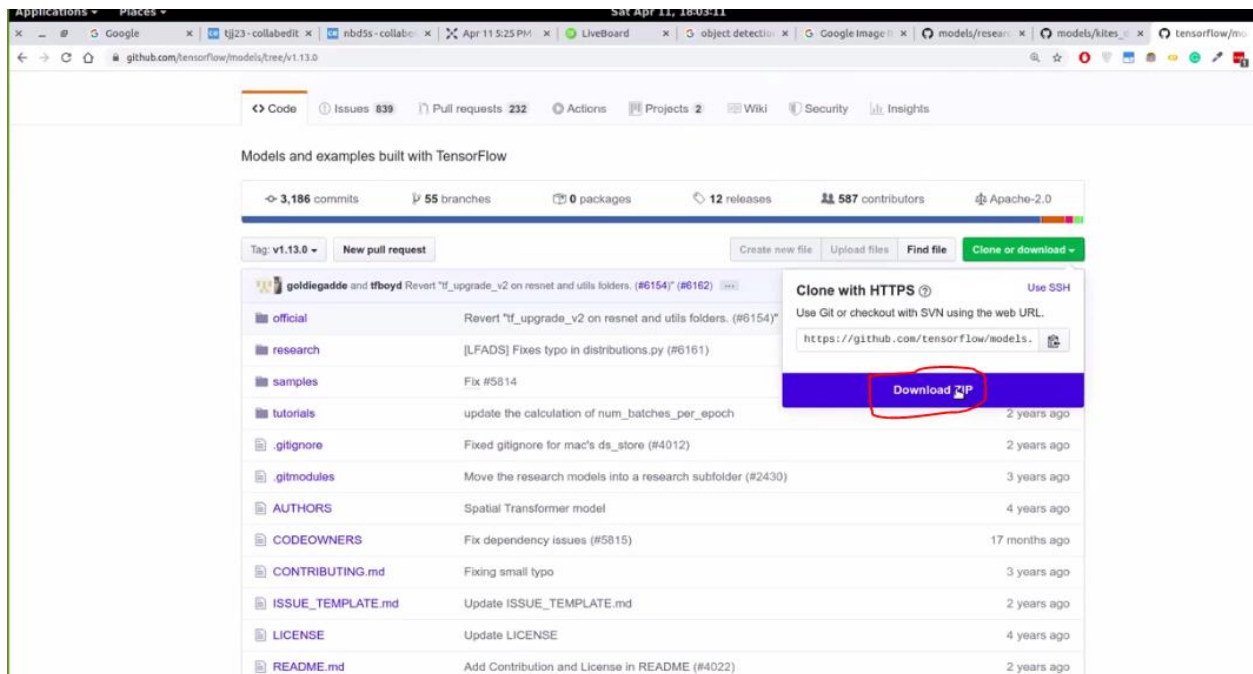 Applications Places Sat Apr 11, 18:03:11
Google tjj23 - collabedit nbd5s - collabe Apr 11 5:25 PM LiveBoard object detection Google Image models/resear models/kites_ tensorflow/mo
github.com/tensorflow/models/tree/v1.13.0
Code Issues 839 Pull requests 232 Actions Projects 2 Wiki Security Insights
Models and examples built with TensorFlow
3,186 commits 55 branches 0 packages 12 releases 587 contributors Apache-2.0
Tag: v1.13.0 New pull request Create new file Upload files Find file Clone or download
goldiegadde and tfboyd Revert "tf_upgrade_v2 on resnet and utils folders. (#6154)" (#6162) ...
Clone with HTTPS Use SSH
Use Git or checkout with SVN using the web URL.
https://github.com/tensorflow/models.
Download ZIP
official Revert "tf_upgrade_v2 on resnet and utils folders. (#6154)"
research [LFADS] Fixes typo in distributions.py (#6161)
samples Fix #5814
tutorials update the calculation of num_batches_per_epoch 2 years ago
.gitignore Fixed gitignore for mac's ds_store (#4012) 2 years ago
.gitmodules Move the research models into a research subfolder (#2430) 3 years ago
AUTHORS Spatial Transformer model 4 years ago
CODEOWNERS Fix dependency issues (#5815) 17 months ago
CONTRIBUTING.md Fixing small typo 3 years ago
ISSUE_TEMPLATE.md Update ISSUE_TEMPLATE.md 2 years ago
LICENSE Update LICENSE 4 years ago
README.md Add Contribution and License in README (#4022) 2 years ago